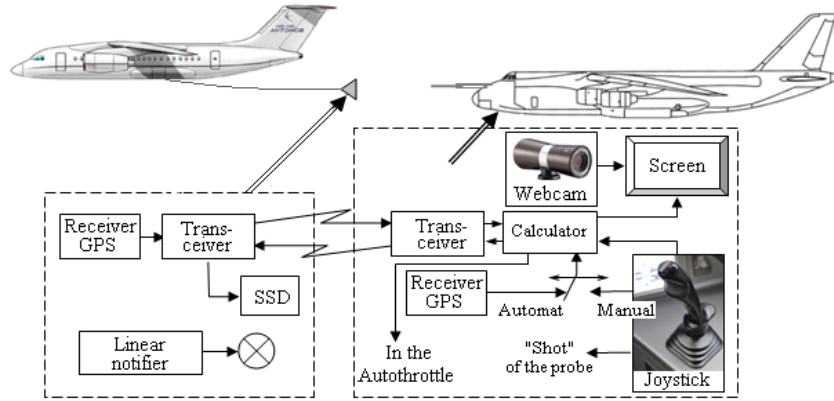 АНТОНОВ
Receiver
GPS
Trans-
ceiver
SSD
Linear
notifier
Webcam
Screen
Trans-
ceiver
Calculator
Receiver
GPS
Automat
Manual
In the
Autothrottle
"Shot"
of the probe
Joystick